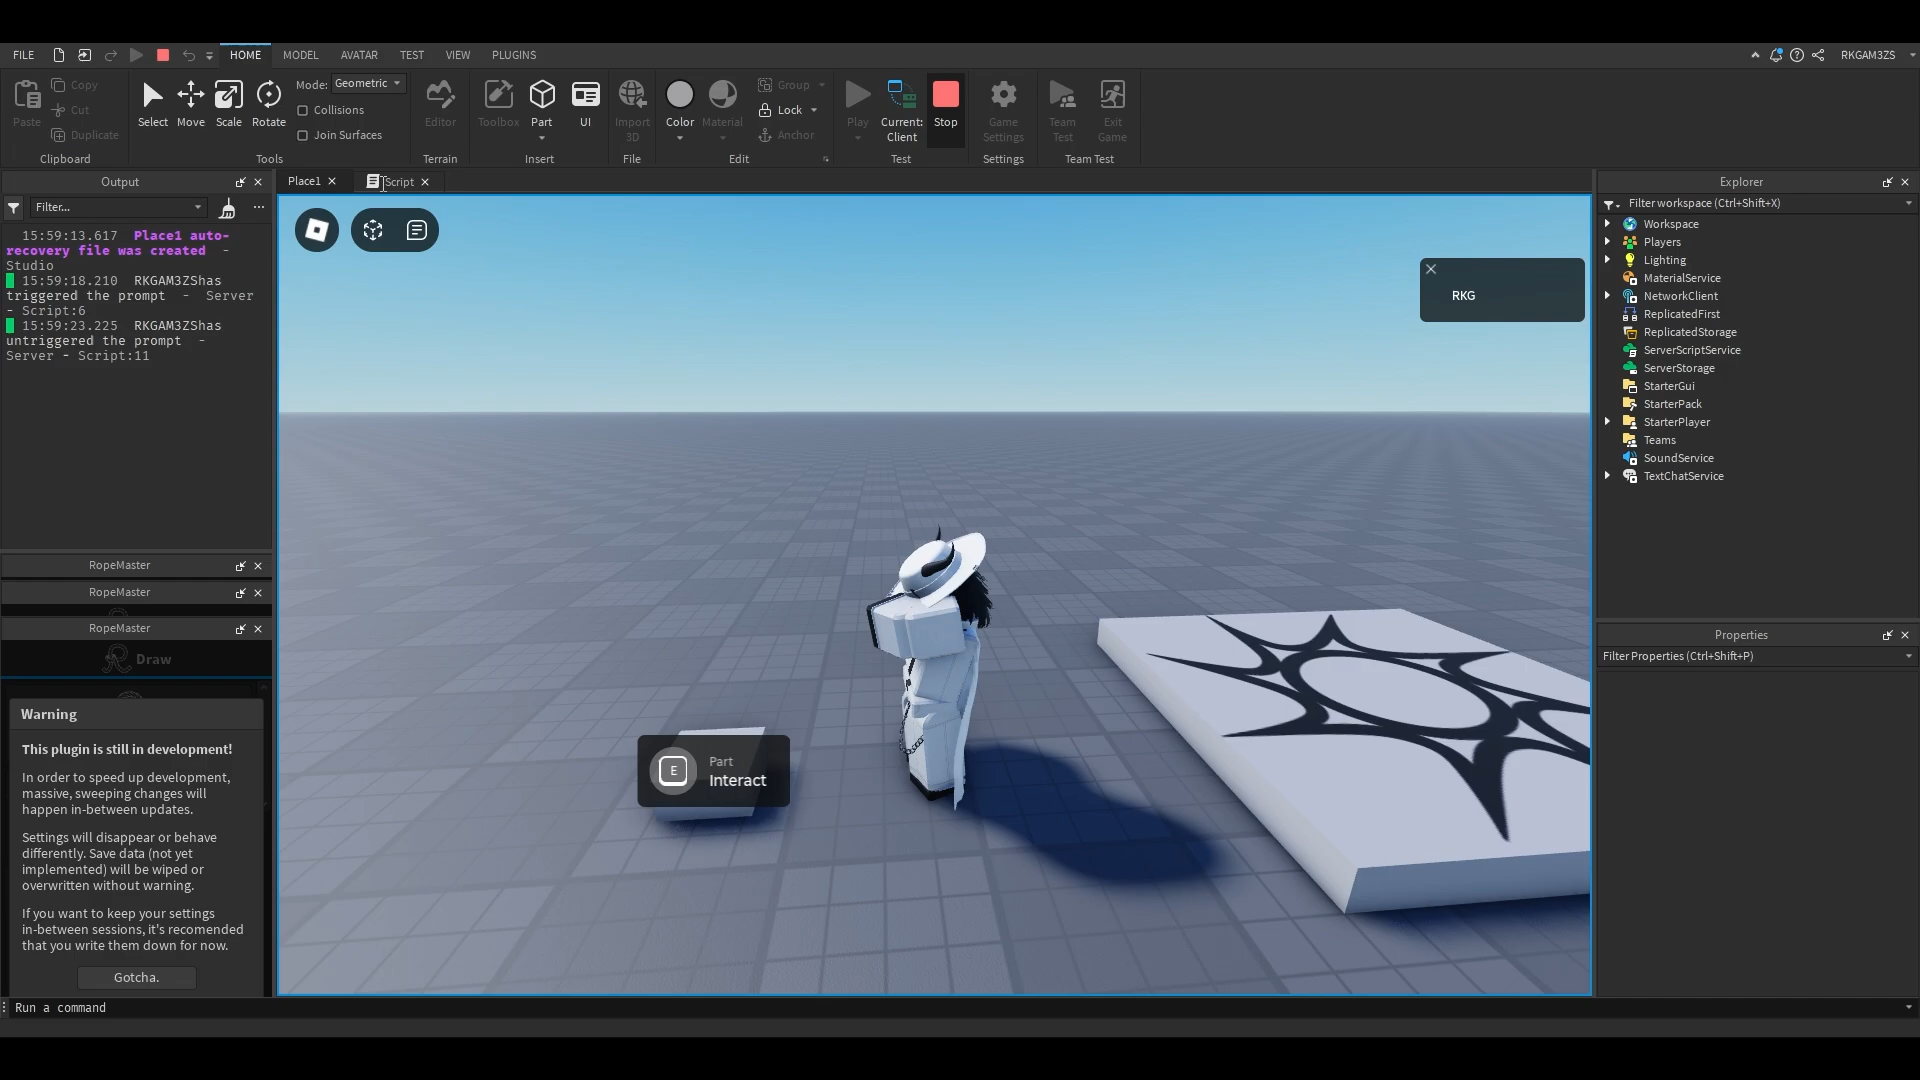 FILE HOME MODEL AVATAR TEST VIEW PLUGINS RKGAM3ZS
Paste Copy Cut Duplicate
Select Move Scale Rotate
Mode: Geometric
Collisions
Join Surfaces
Editor Toolbox Part UI Import 3D
Color Material Group Lock Anchor
Play Current: Client Stop Game Settings Team Test Exit Game
Clipboard Tools Terrain Insert File Edit Test Settings Team Test
Output
Filter...
15:59:13.617 Place1 auto-
recovery file was created -
Studio
15:59:18.210 RKGAM3ZShas
triggered the prompt - Server
- Script:6
15:59:23.225 RKGAM3ZShas
untriggered the prompt -
Server - Script:11
RopeMaster
RopeMaster
RopeMaster
Draw
Warning
This plugin is still in development!
In order to speed up development,
massive, sweeping changes will
happen in-between updates.
Settings will disappear or behave
differently. Save data (not yet
implemented) will be wiped or
overwritten without warning.
If you want to keep your settings
in-between sessions, it's recomended
that you write them down for now.
Gotcha.
Place1 Script
RKG
E
Part
Interact
Explorer
Filter workspace (Ctrl+Shift+X)
Workspace
Players
Lighting
MaterialService
NetworkClient
ReplicatedFirst
ReplicatedStorage
ServerScriptService
ServerStorage
StarterGui
StarterPack
StarterPlayer
Teams
SoundService
TextChatService
Properties
Filter Properties (Ctrl+Shift+P)
Run a command